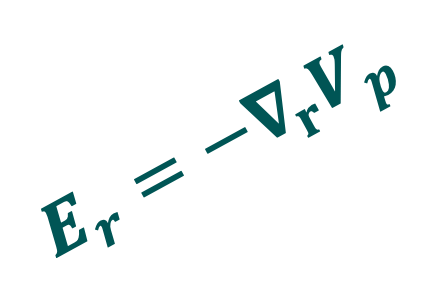 E_r = −∇_r V_p